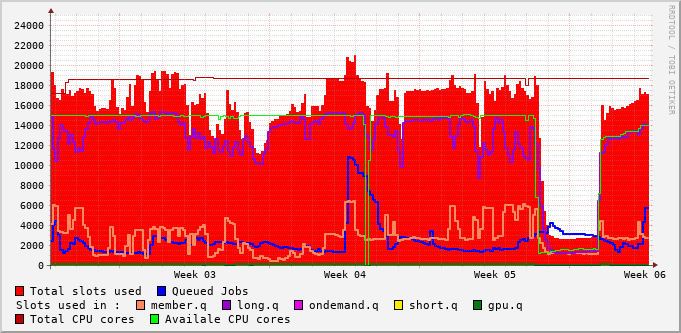 24000
22000
20000
18000
16000
14000
12000
10000
8000
6000
4000
2000
0
Week 03 Week 04 Week 05 Week 06
Total slots used Queued Jobs
Slots used in : member.q long.q ondemand.q short.q gpu.q
Total CPU cores Availale CPU cores
RRDTOOL / TOBI OETIKER